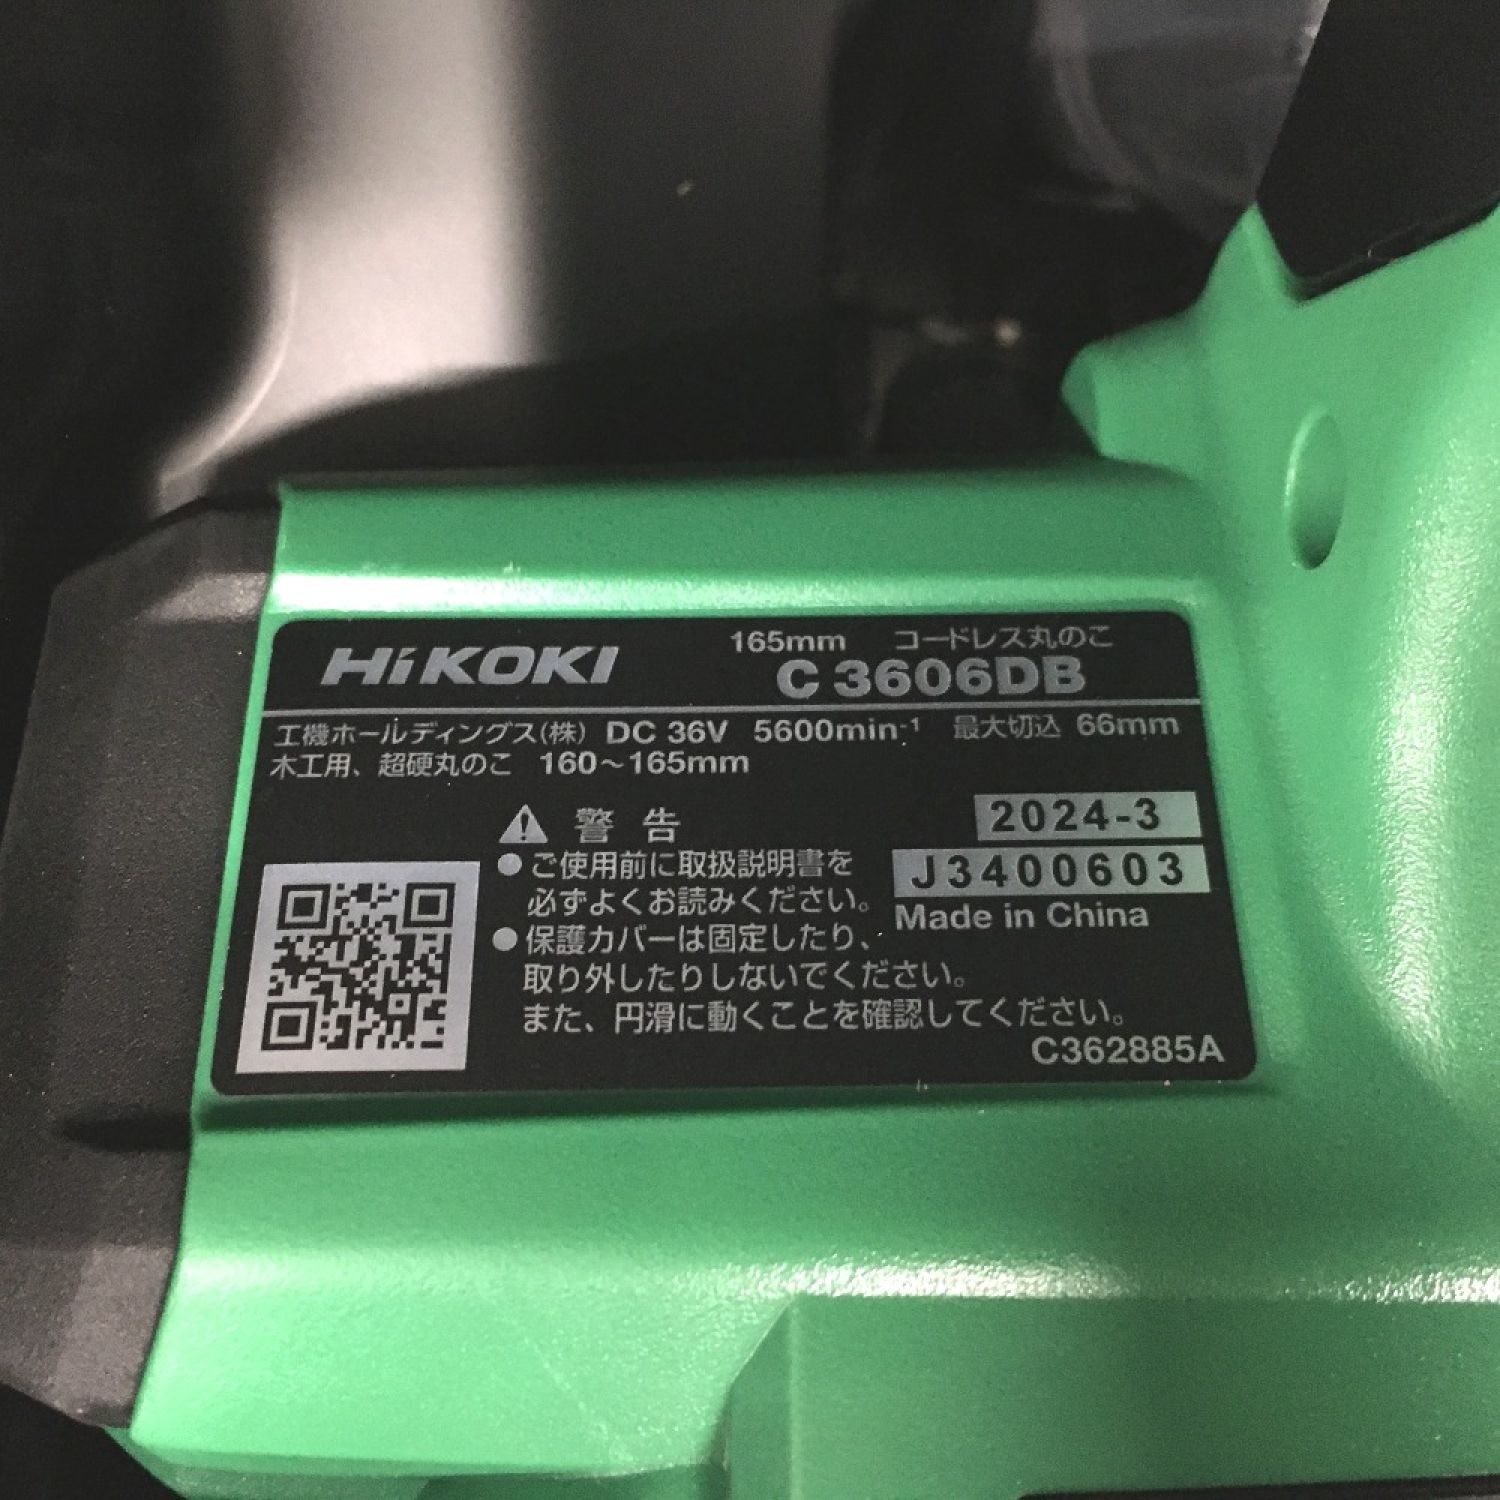 HiKOKI
165mm コードレス丸のこ
C 3606DB
工機ホールディングス(株) DC 36V 5600min⁻¹ 最大切込 66mm
木工用、超硬丸のこ 160～165mm
警告
●ご使用前に取扱説明書を
必ずよくお読みください。
●保護カバーは固定したり、
取り外したりしないでください。
また、円滑に動くことを確認してください。
2024-3
J3400603
Made in China
C362885A